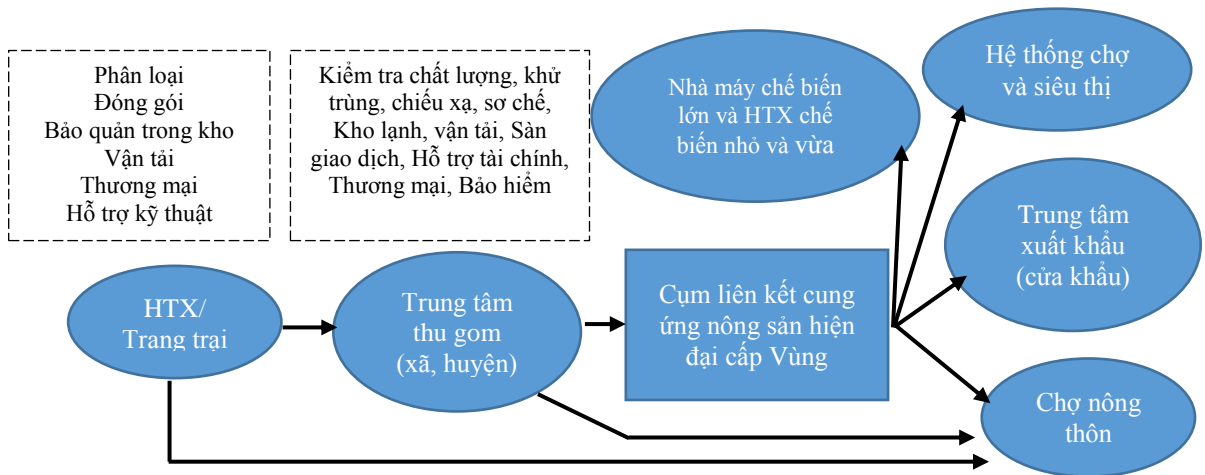 Phân loại
Đóng gói
Bảo quản trong kho
Vận tải
Thương mại
Hỗ trợ kỹ thuật
Kiểm tra chất lượng, khử
trùng, chiếu xạ, sơ chế,
Kho lạnh, vận tải, Sàn
giao dịch, Hỗ trợ tài chính,
Thương mại, Bảo hiểm
Nhà máy chế biến
lớn và HTX chế
biến nhỏ và vừa
Hệ thống chợ
và siêu thị
Trung tâm
xuất khẩu
(cửa khẩu)
HTX/
Trang trại
Trung tâm
thu gom
(xã, huyện)
Cụm liên kết cung
ứng nông sản hiện
đại cấp Vùng
Chợ nông
thôn